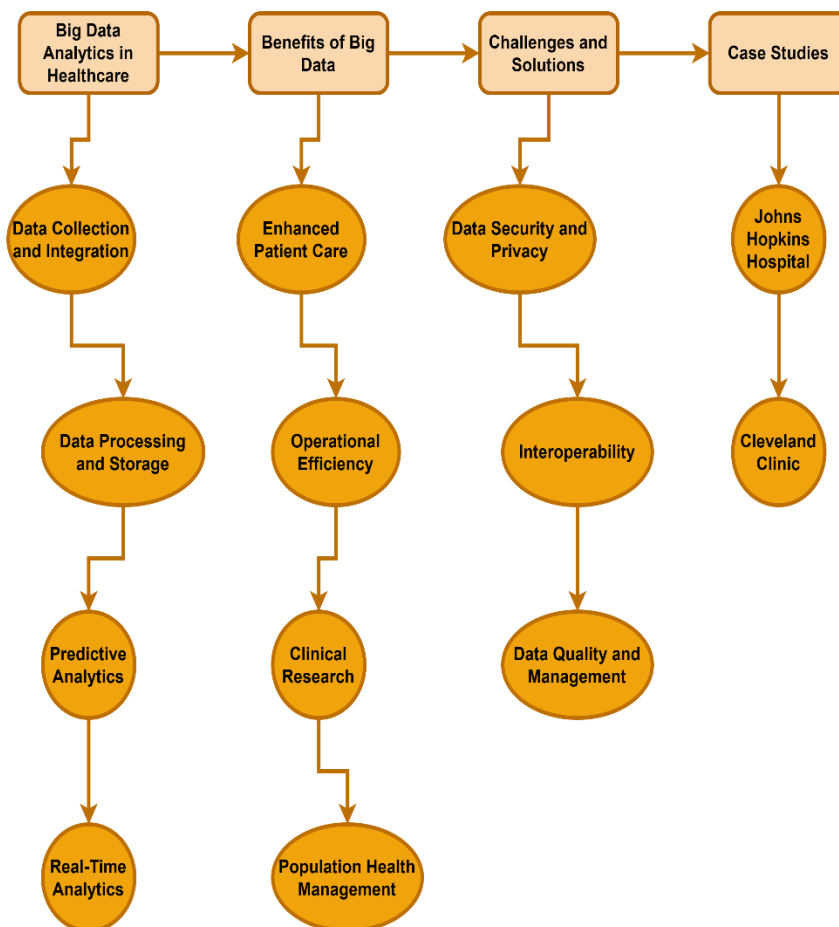 Big Data
Analytics in
Healthcare
Benefits of Big
Data
Challenges and
Solutions
Case Studies
Data Collection
and Integration
Enhanced
Patient Care
Data Security and
Privacy
Johns
Hopkins
Hospital
Data Processing
and Storage
Operational
Efficiency
Interoperability
Cleveland
Clinic
Predictive
Analytics
Clinical
Research
Data Quality and
Management
Real-Time
Analytics
Population Health
Management